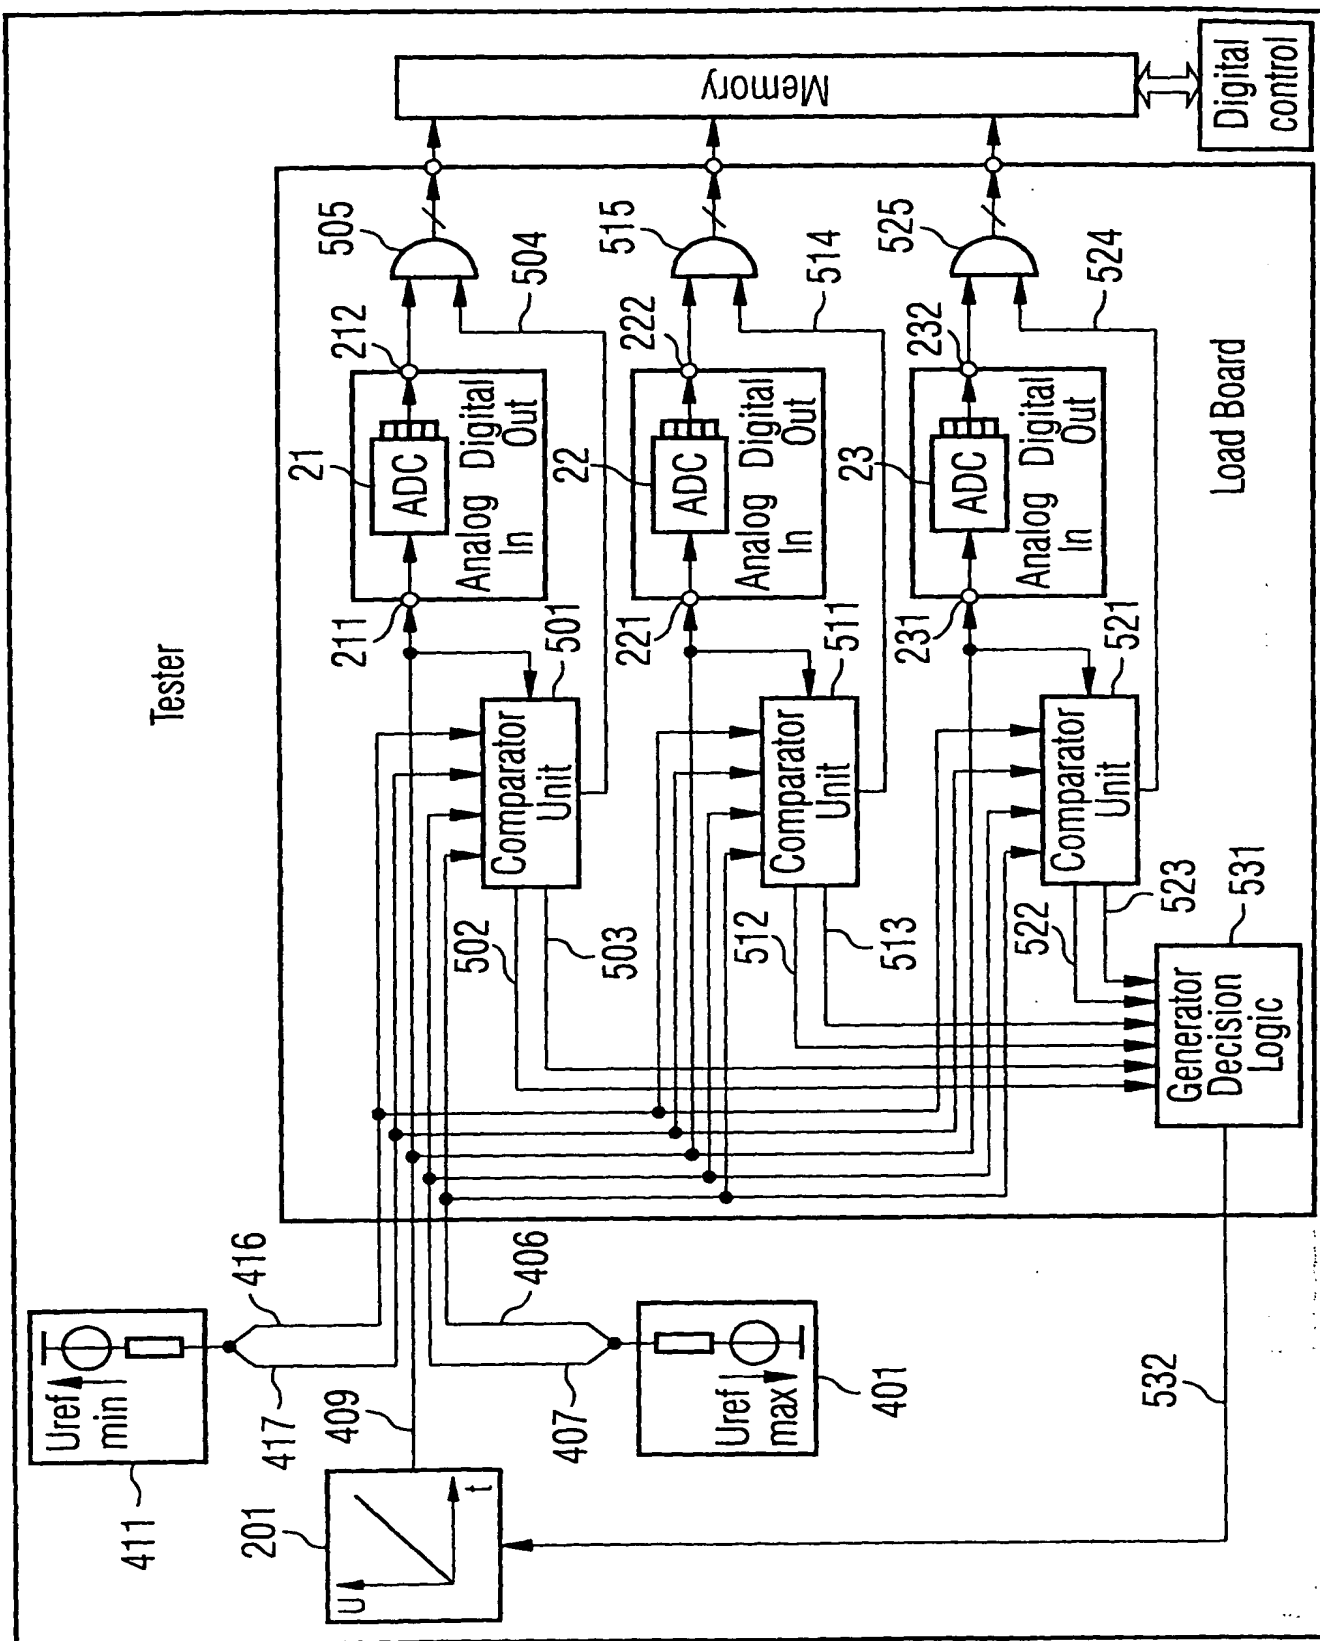 Tester
Memory
Digital
control
505
504
515
514
525
524
212
222
232
21
ADC
Analog
In
Digital
Out
22
ADC
Analog
In
Digital
Out
23
ADC
Analog
In
Digital
Out
Load Board
211
221
231
501
Comparator
Unit
511
Comparator
Unit
521
Comparator
Unit
502
503
512
513
522
523
531
Generator
Decision
Logic
416
417
409
406
407
Uref
min
411
Uref
max
401
201
U
t
532